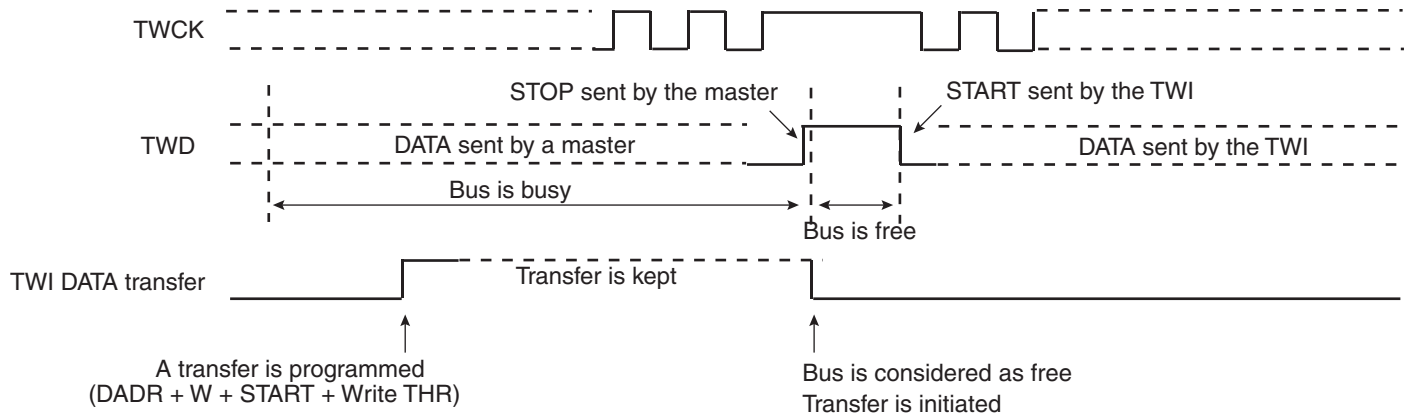 TWCK
STOP sent by the master
START sent by the TWI
TWD
DATA sent by a master
DATA sent by the TWI
Bus is busy
Bus is free
TWI DATA transfer
Transfer is kept
A transfer is programmed
(DADR + W + START + Write THR)
Bus is considered as free
Transfer is initiated